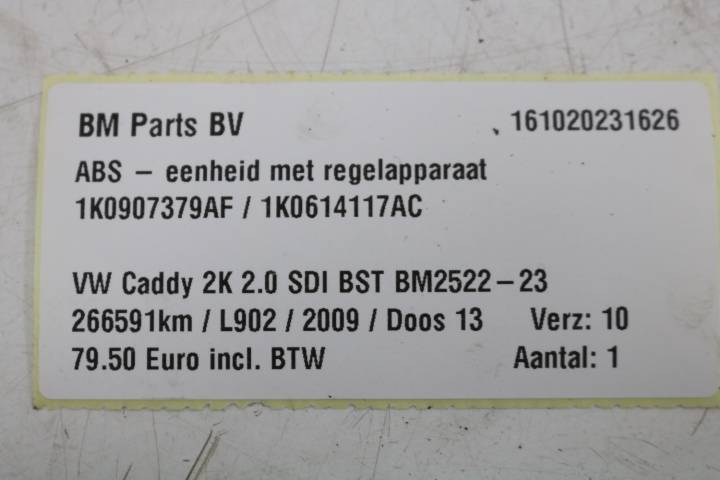 BM Parts BV 161020231626
ABS - eenheid met regelapparaat
1K0907379AF / 1K0614117AC
VW Caddy 2K 2.0 SDI BST BM2522-23
266591km / L902 / 2009 / Doos 13 Verz: 10
79.50 Euro incl. BTW Aantal: 1